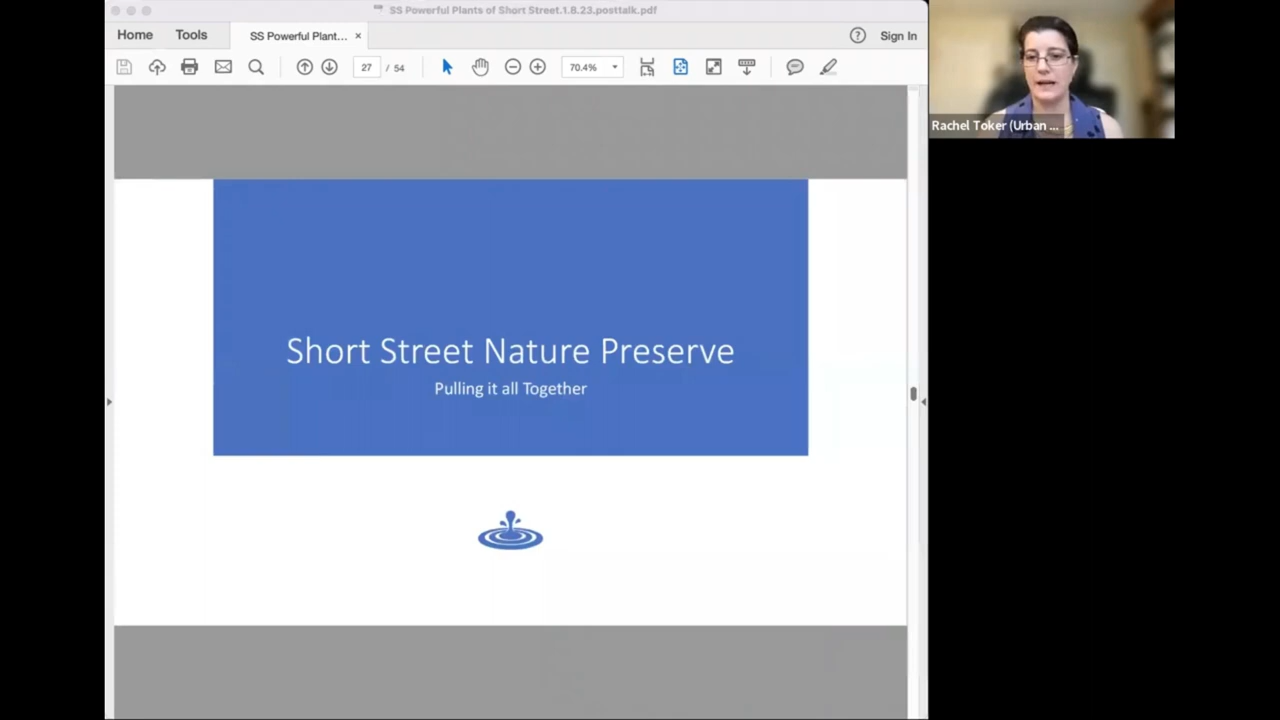 SS Powerful Plants of Short Street.1.8.23.posttalk.pdf
Home Tools SS Powerful Plant... × ? Sign In
27 / 54 70.4%
Rachel Toker (Urban ...
Short Street Nature Preserve
Pulling it all Together